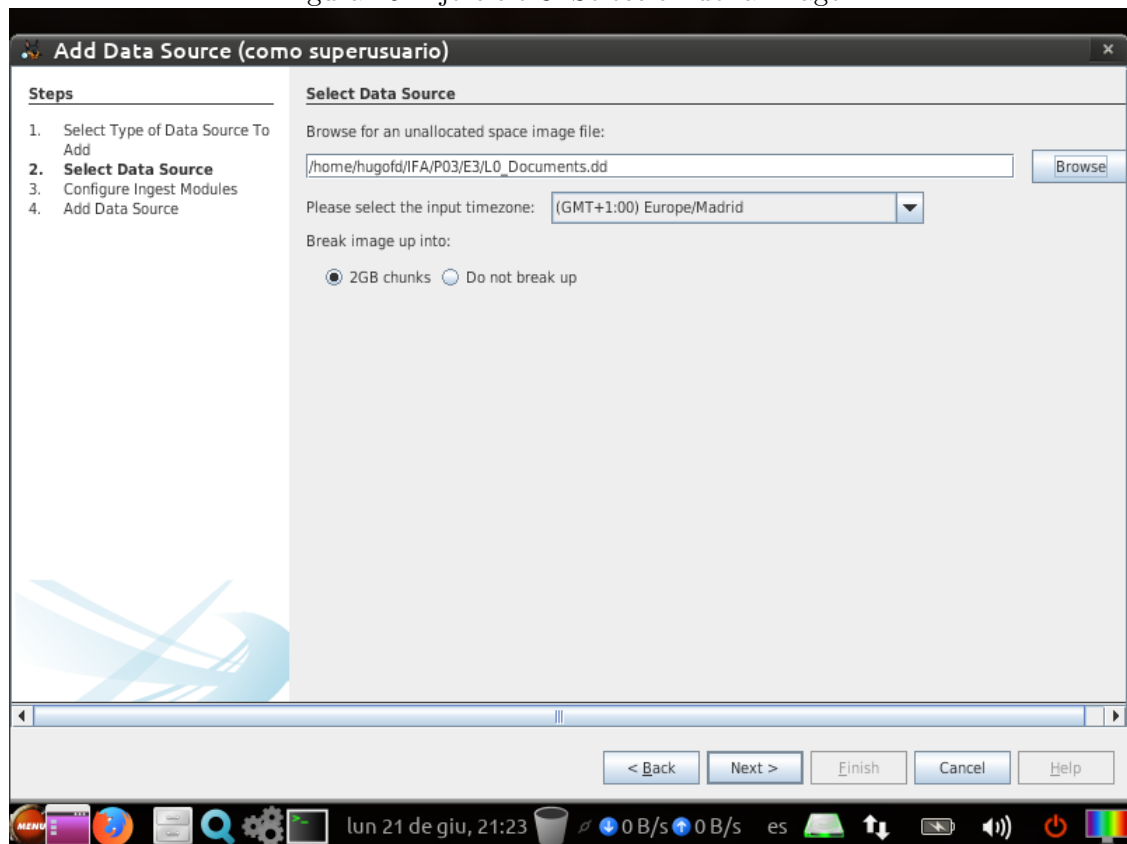 Add Data Source (como superusuario)
Steps
1. Select Type of Data Source To
Add
2. Select Data Source
3. Configure Ingest Modules
4. Add Data Source
Select Data Source
Browse for an unallocated space image file:
/home/hugofd/IFA/P03/E3/L0_Documents.dd
Browse
Please select the input timezone: (GMT+1:00) Europe/Madrid
Break image up into:
2GB chunks Do not break up
< Back Next > Finish Cancel Help
MENU lun 21 de giu, 21:23 0 B/s 0 B/s es